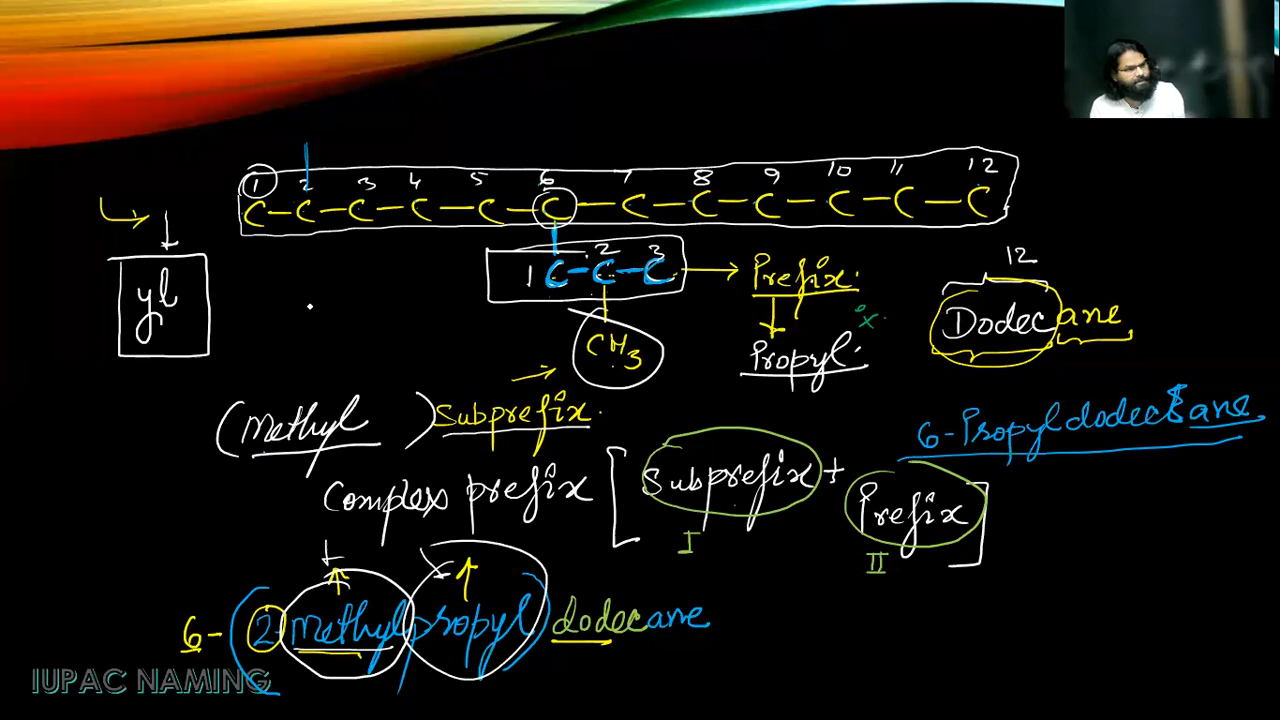 1 2 3 4 5 6 7 8 9 10 11 12
C-C-C-C-C-C-C-C-C-C-C-C
yl
2 3
1 C-C-C → Prefix
12
CH3
Propyl
x
Dodecane
(Methyl) Subprefix
6-Propyldodecane
Complex prefix [Subprefix + Prefix]
I II
6-(2-methylpropyl)dodecane
IUPAC NAMING